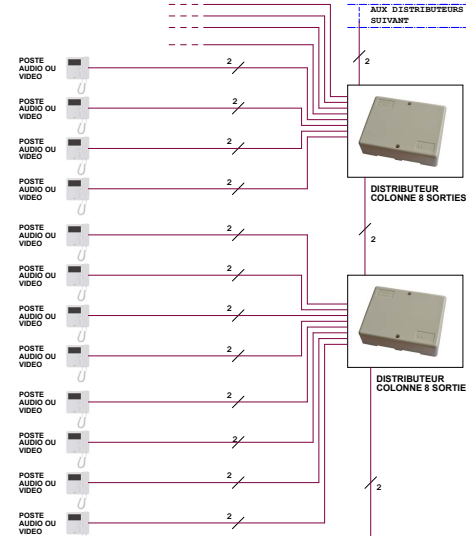 AUX DISTRIBUTEURS
SUIVANT
2
POSTE
AUDIO OU
VIDEO
2
POSTE
AUDIO OU
VIDEO
2
POSTE
AUDIO OU
VIDEO
2
POSTE
AUDIO OU
VIDEO
2
DISTRIBUTEUR
COLONNE 8 SORTIES
2
POSTE
AUDIO OU
VIDEO
2
POSTE
AUDIO OU
VIDEO
2
POSTE
AUDIO OU
VIDEO
2
POSTE
AUDIO OU
VIDEO
2
DISTRIBUTEUR
COLONNE 8 SORTIE
POSTE
AUDIO OU
VIDEO
2
POSTE
AUDIO OU
VIDEO
2
POSTE
AUDIO OU
VIDEO
2
2
POSTE
AUDIO OU
VIDEO
2